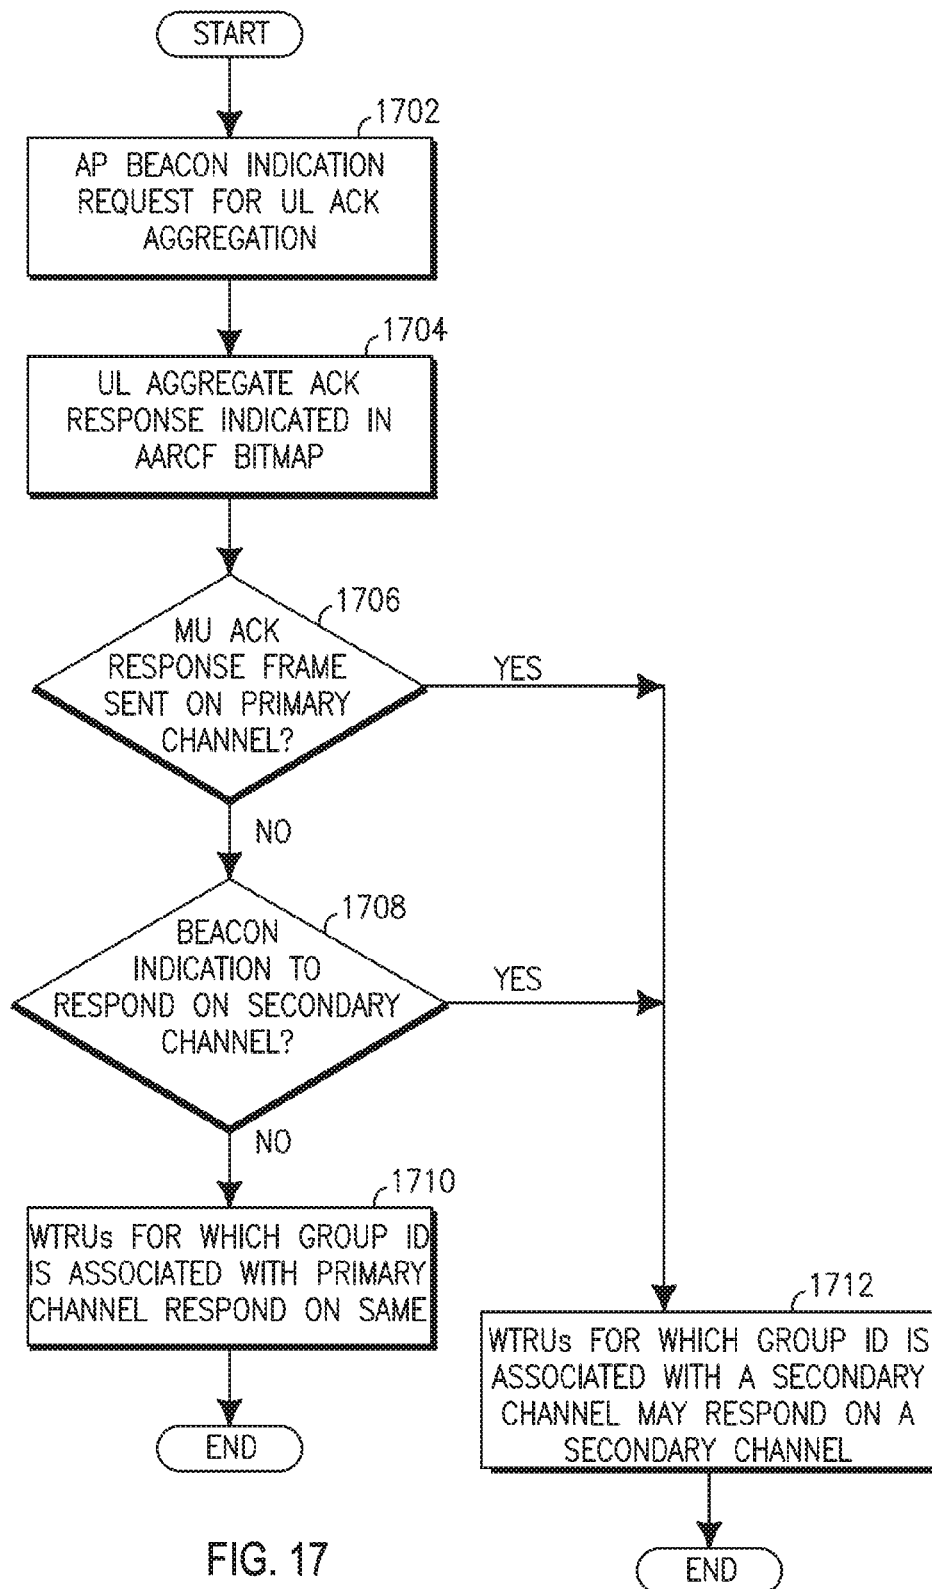 START
1702
AP BEACON INDICATION
REQUEST FOR UL ACK
AGGREGATION
1704
UL AGGREGATE ACK
RESPONSE INDICATED IN
AARCF BITMAP
1706
MU ACK
RESPONSE FRAME
SENT ON PRIMARY
CHANNEL?
YES
NO
1708
BEACON
INDICATION TO
RESPOND ON SECONDARY
CHANNEL?
YES
NO
1710
WTRUs FOR WHICH GROUP ID
IS ASSOCIATED WITH PRIMARY
CHANNEL RESPOND ON SAME
END
1712
WTRUs FOR WHICH GROUP ID IS
ASSOCIATED WITH A SECONDARY
CHANNEL MAY RESPOND ON A
SECONDARY CHANNEL
END
FIG. 17